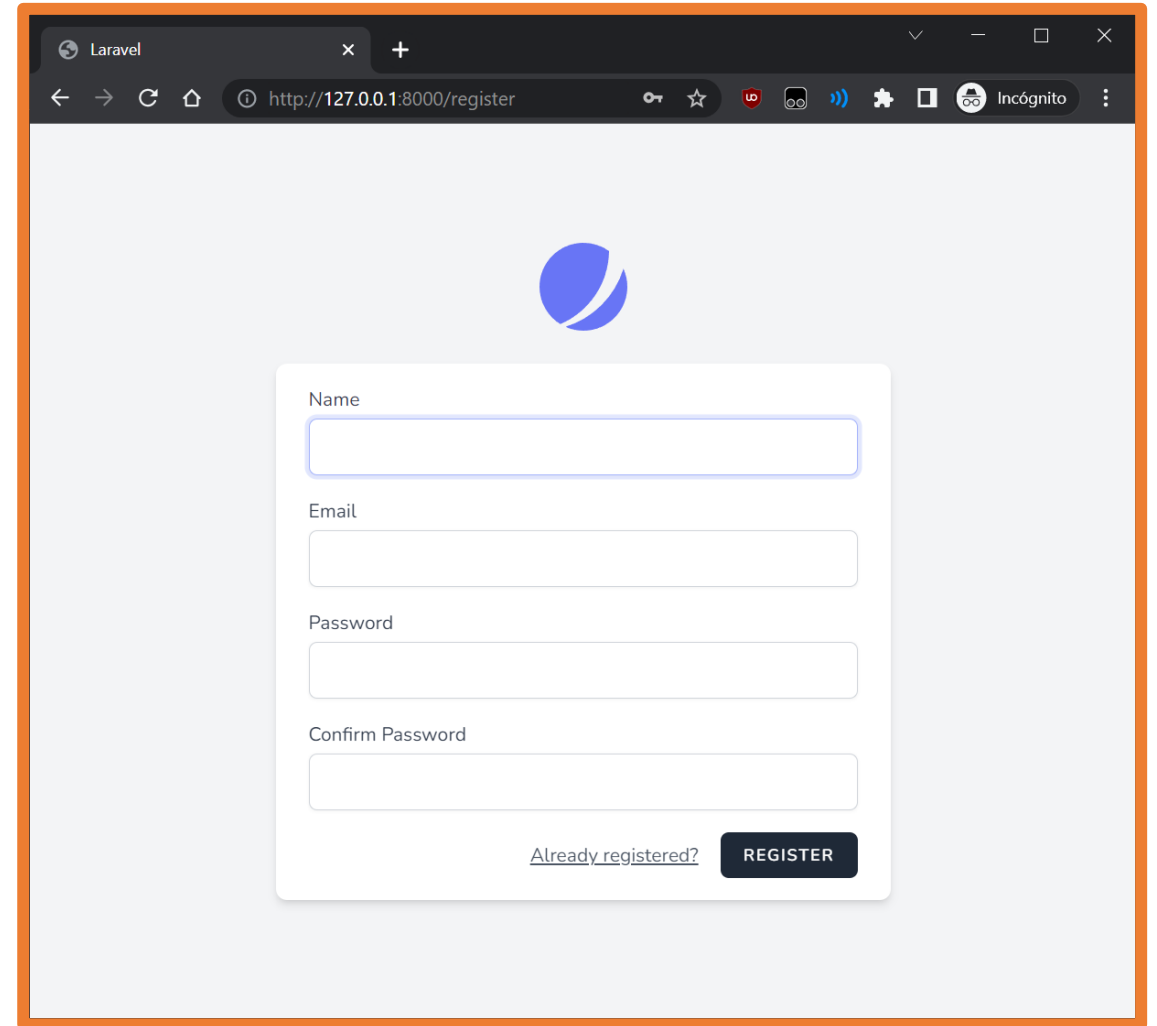 Laravel
http://127.0.0.1:8000/register
Incógnito
Name
Email
Password
Confirm Password
Already registered?
REGISTER